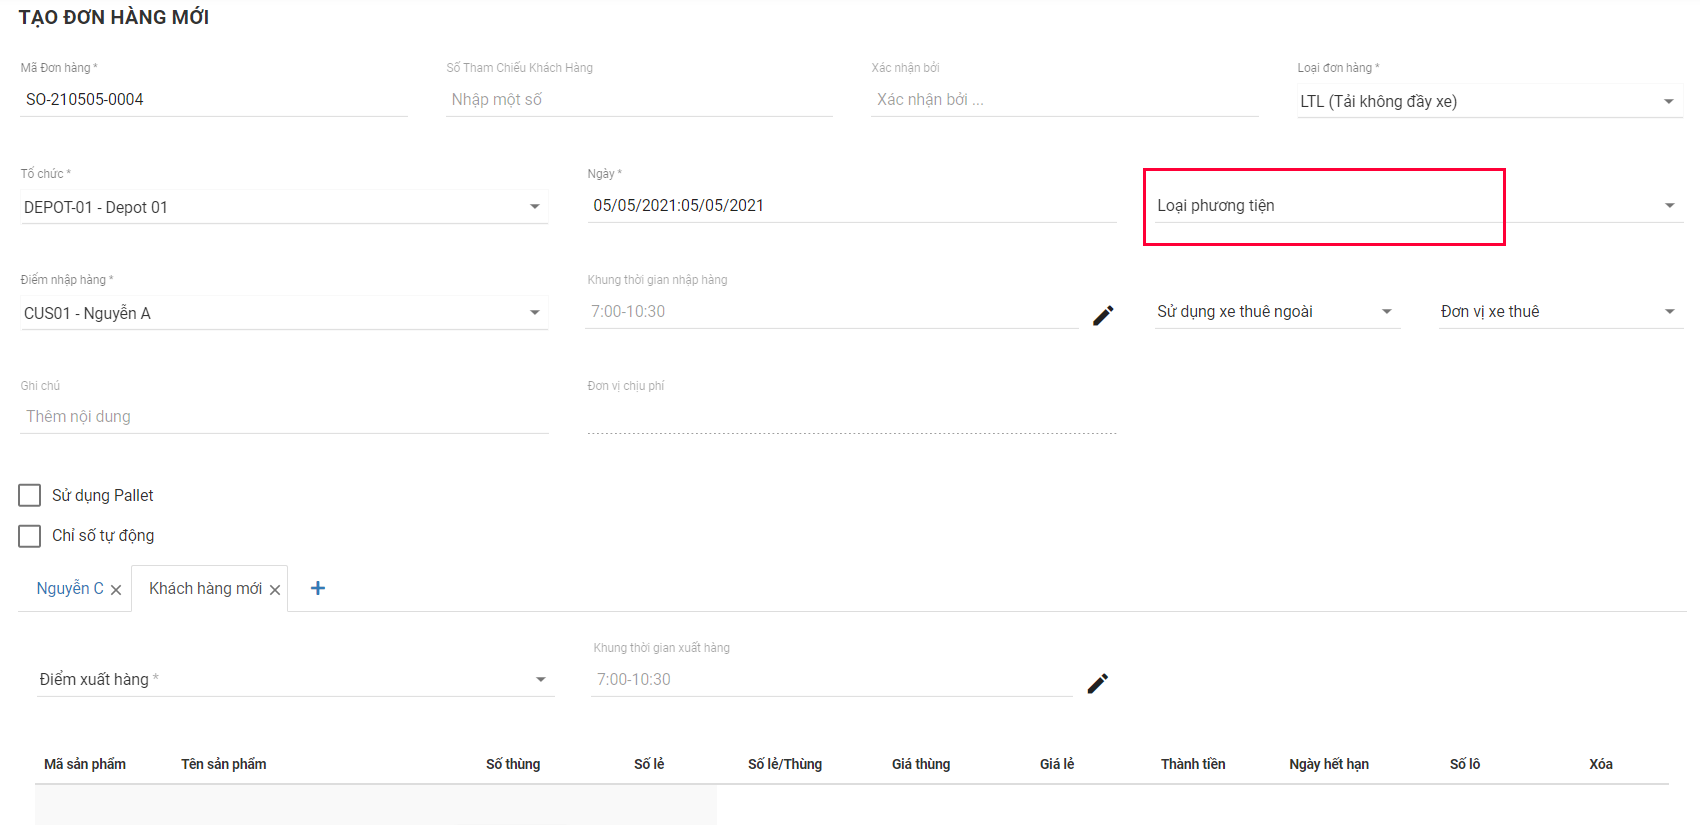 TẠO ĐƠN HÀNG MỚI
Mã Đơn hàng * Số Tham Chiếu Khách Hàng Xác nhận bởi Loại đơn hàng *
SO-210505-0004 Nhập một số Xác nhận bởi ... LTL (Tải không đầy xe)
Tổ chức * Ngày *
DEPOT-01 - Depot 01 05/05/2021:05/05/2021 Loại phương tiện
Điểm nhập hàng * Khung thời gian nhập hàng
CUS01 - Nguyễn A 7:00-10:30 Sử dụng xe thuê ngoài Đơn vị xe thuê
Ghi chú Đơn vị chịu phí
Thêm nội dung
Sử dụng Pallet
Chỉ số tự động
Nguyễn C Khách hàng mới
Khung thời gian xuất hàng
Điểm xuất hàng * 7:00-10:30
Mã sản phẩm Tên sản phẩm Số thùng Số lẻ Số lẻ/Thùng Giá thùng Giá lẻ Thành tiền Ngày hết hạn Số lô Xóa